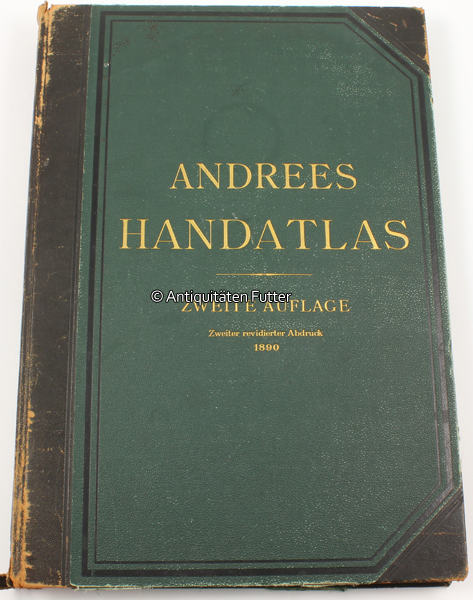 ANDREES
HANDATLAS
© Antiquitäten Futter
ZWEITE AUFLAGE
Zweiter revidierter Abdruck
1890